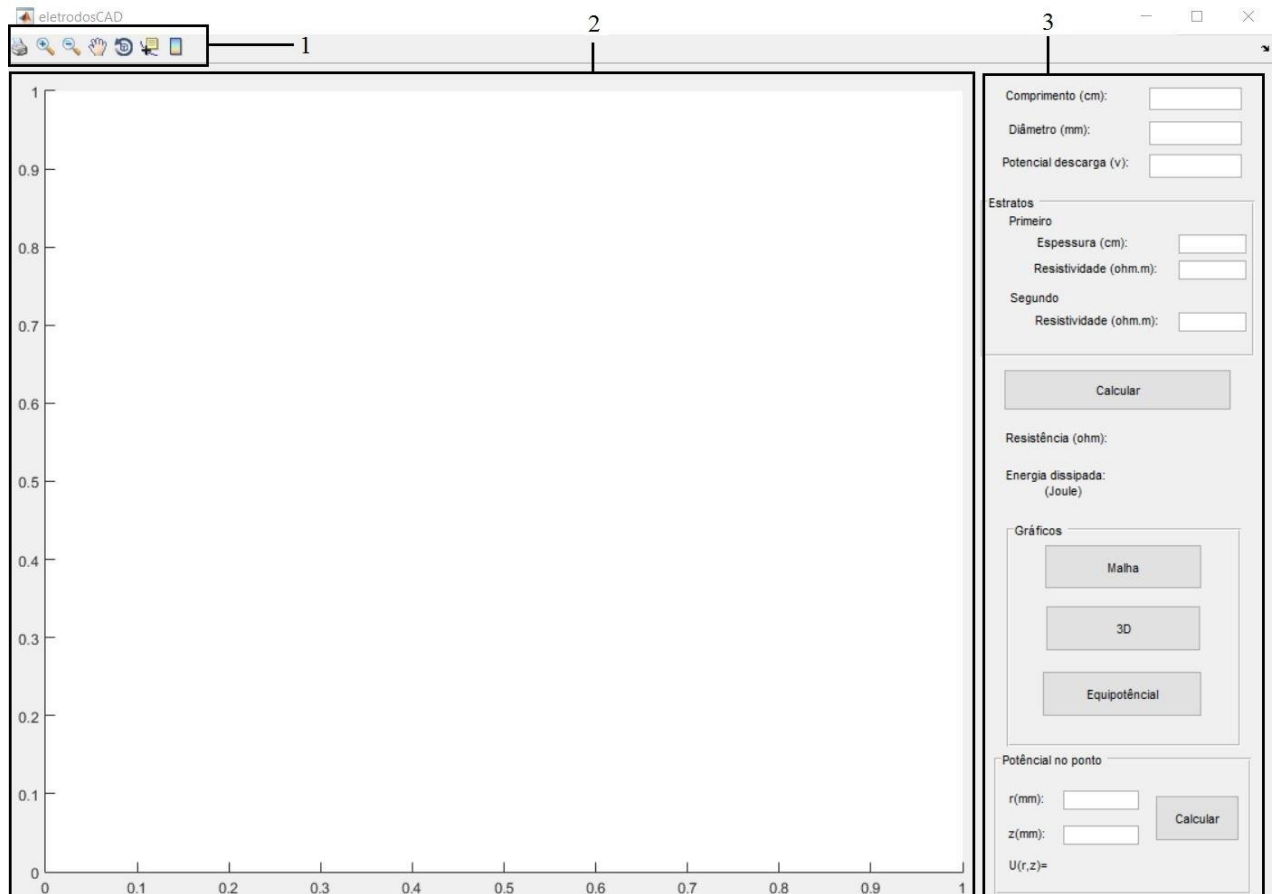 eletrodosCAD
1
2
3
1
0.9
0.8
0.7
0.6
0.5
0.4
0.3
0.2
0.1
0
0 0.1 0.2 0.3 0.4 0.5 0.6 0.7 0.8 0.9 1
Comprimento (cm):
Diâmetro (mm):
Potencial descarga (v):
Estratos
Primeiro
Espessura (cm):
Resistividade (ohm.m):
Segundo
Resistividade (ohm.m):
Calcular
Resistência (ohm):
Energia dissipada:
(Joule)
Gráficos
Malha
3D
Equipotêncial
Potêncial no ponto
r(mm):
z(mm):
Calcular
U(r,z)=